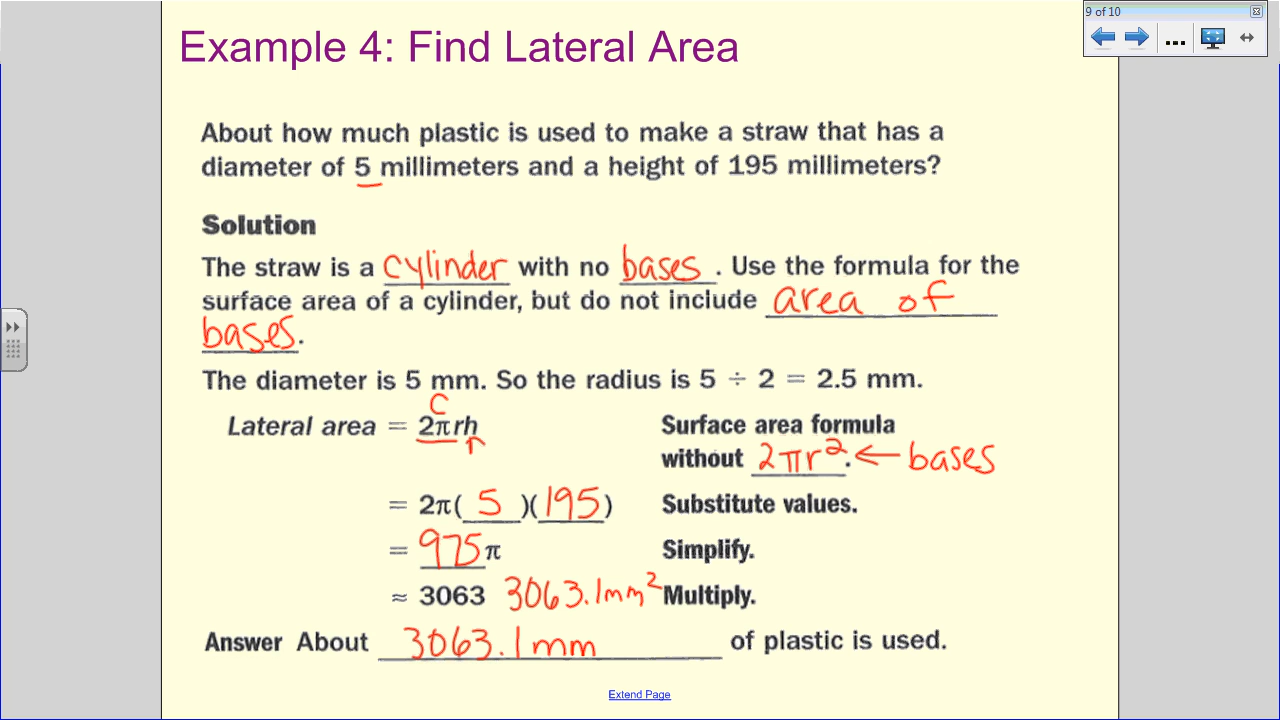 9 of 10
Example 4: Find Lateral Area
About how much plastic is used to make a straw that has a
diameter of 5 millimeters and a height of 195 millimeters?
Solution
The straw is a cylinder with no bases. Use the formula for the
surface area of a cylinder, but do not include area of
bases.
The diameter is 5 mm. So the radius is 5 ÷ 2 = 2.5 mm.
C
Lateral area = 2πrh Surface area formula
without 2πr². ← bases
= 2π(5)(195) Substitute values.
= 975π Simplify.
≈ 3063 3063.1mm² Multiply.
Answer About 3063.1mm of plastic is used.
Extend Page